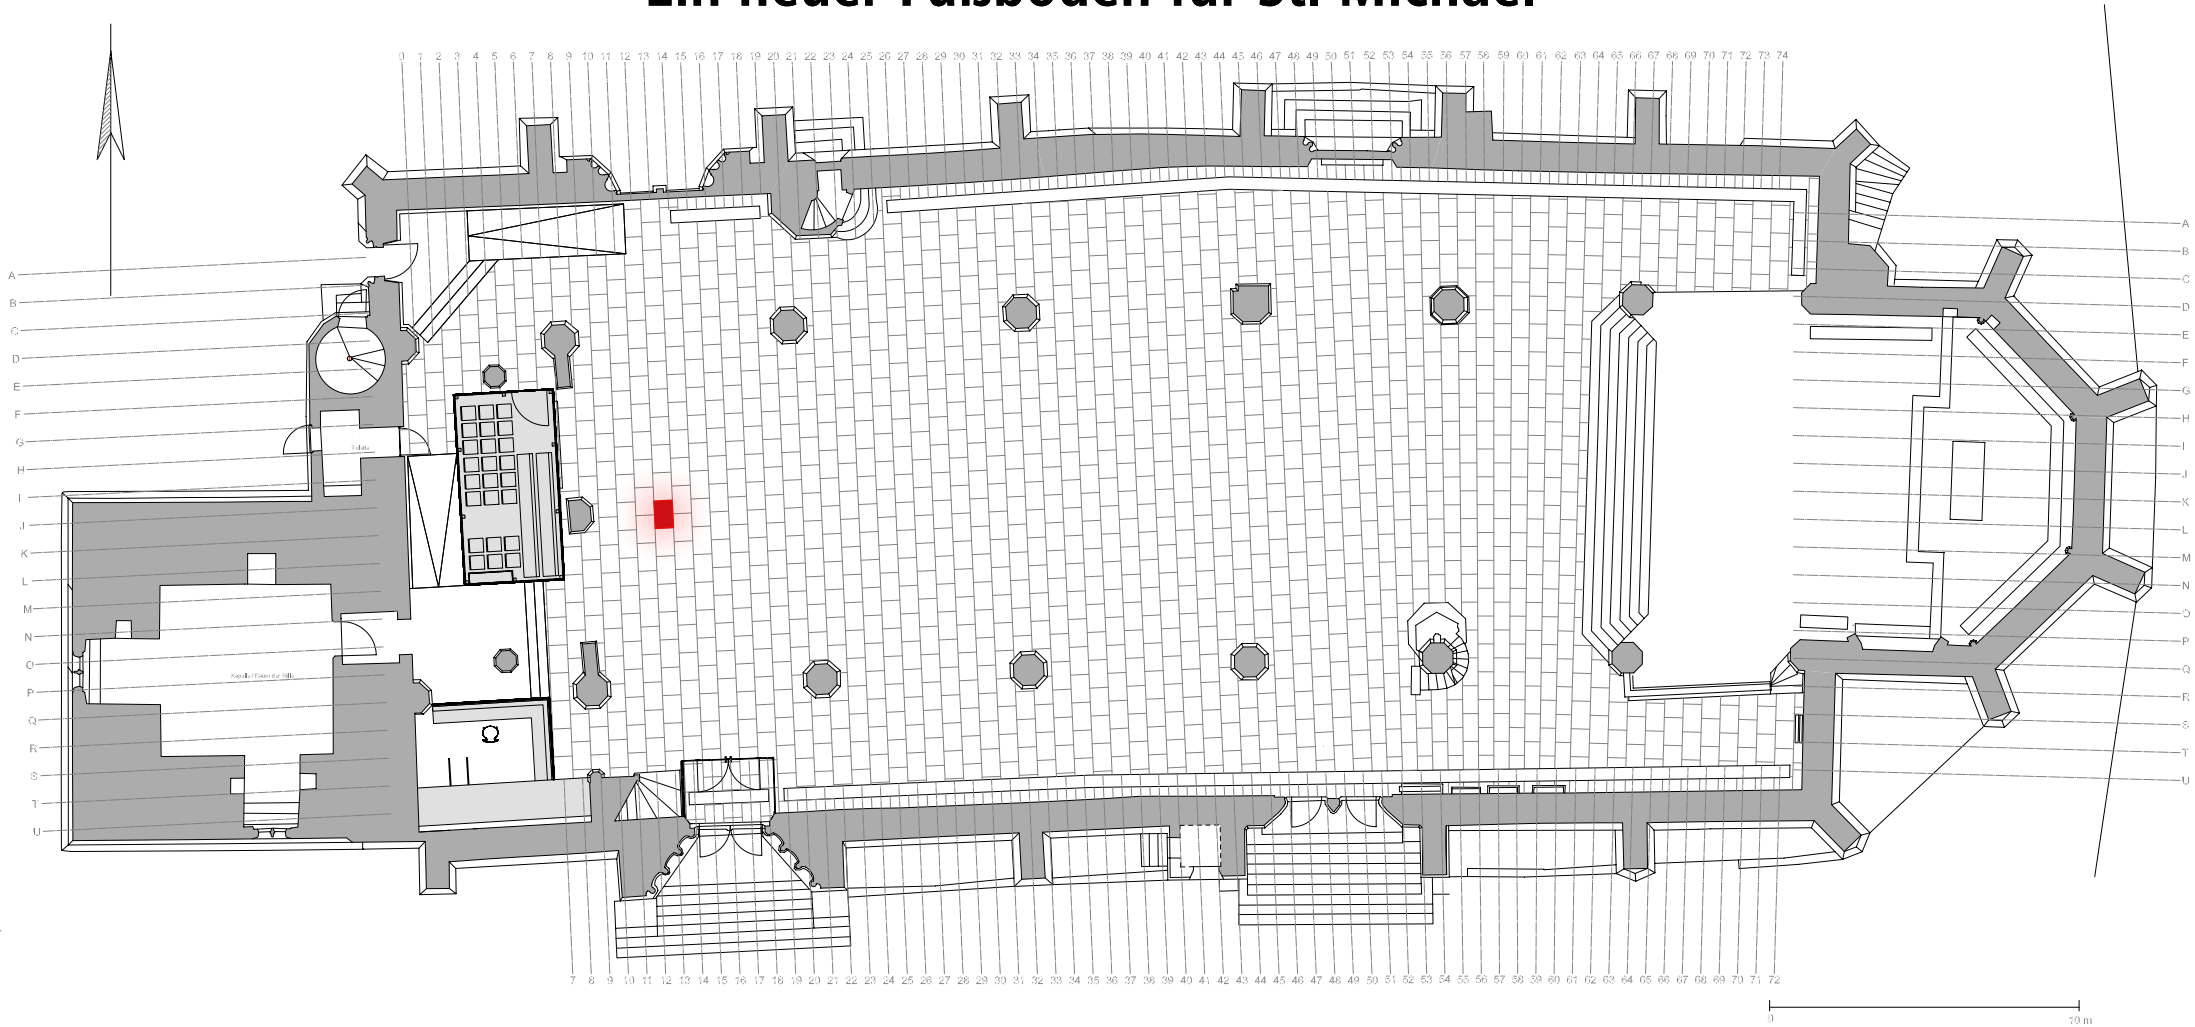 Ein neuer Fußboden für St. Michael
0 1 2 3 4 5 6 7 8 9 10 11 12 13 14 15 16 17 18 19 20 21 22 23 24 25 26 27 28 29 30 31 32 33 34 35 36 37 38 39 40 41 42 43 44 45 46 47 48 49 50 51 52 53 54 55 56 57 58 59 60 61 62 63 64 65 66 67 68 69 70 71 72 73 74
A
B
C
D
E
F
G
H
I
J
K
L
M
N
O
P
Q
R
S
T
U
Kapelle / Raum der Stille
A
B
C
D
E
F
G
H
I
J
K
L
M
N
O
P
Q
R
S
T
U
7 8 9 10 11 12 13 14 15 16 17 18 19 20 21 22 23 24 25 26 27 28 29 30 31 32 33 34 35 36 37 38 39 40 41 42 43 44 45 46 47 48 49 50 51 52 53 54 55 56 57 58 59 60 61 62 63 64 65 66 67 68 69 70 71 72
0 10 m